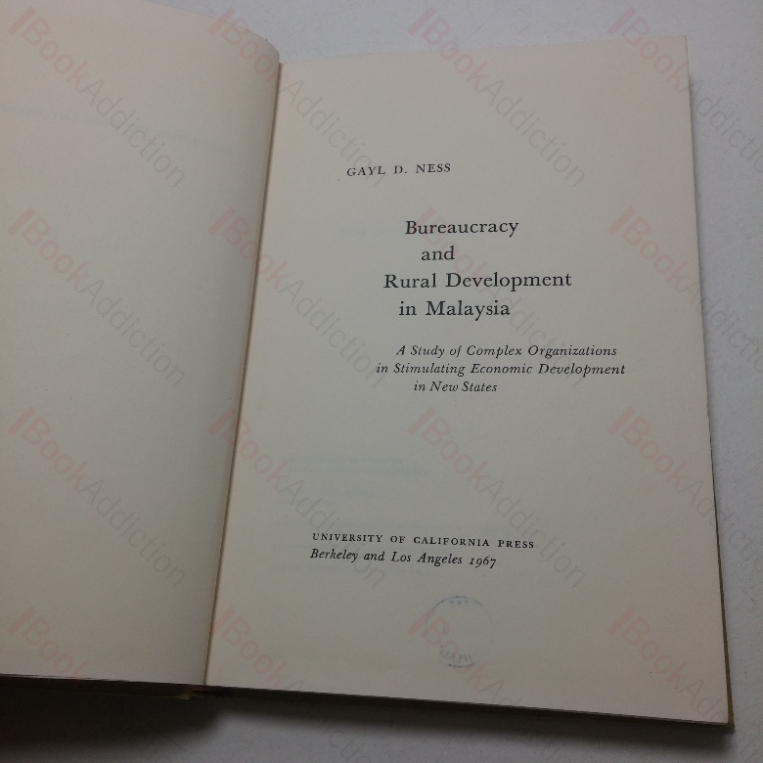 GAYL D. NESS
Bureaucracy
and
Rural Development
in Malaysia
A Study of Complex Organizations
in Stimulating Economic Development
in New States
UNIVERSITY OF CALIFORNIA PRESS
Berkeley and Los Angeles 1967
BookAddiction